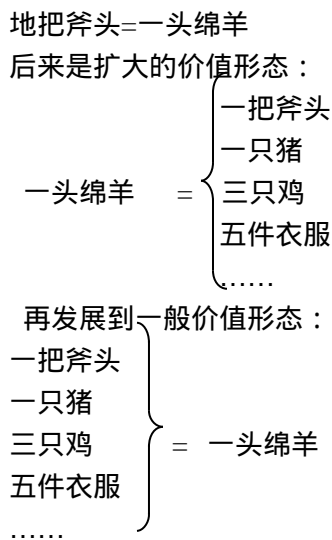 地把斧头=一头绵羊
后来是扩大的价值形态：
一把斧头
一只猪
一头绵羊 = 三只鸡
五件衣服
……
再发展到一般价值形态：
一把斧头
一只猪
三只鸡 = 一头绵羊
五件衣服
……